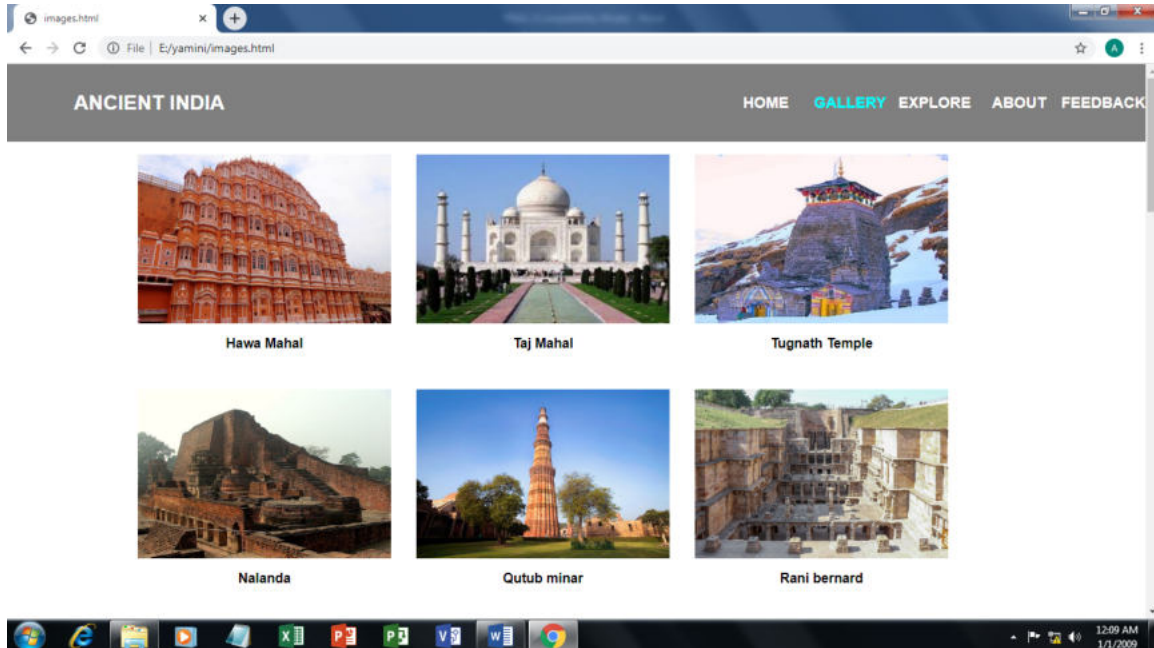 images.html
File | E:/yamini/images.html
A
ANCIENT INDIA
HOME GALLERY EXPLORE ABOUT FEEDBACK
Hawa Mahal
Taj Mahal
Tugnath Temple
Nalanda
Qutub minar
Rani bernard
12:09 AM
1/1/2009